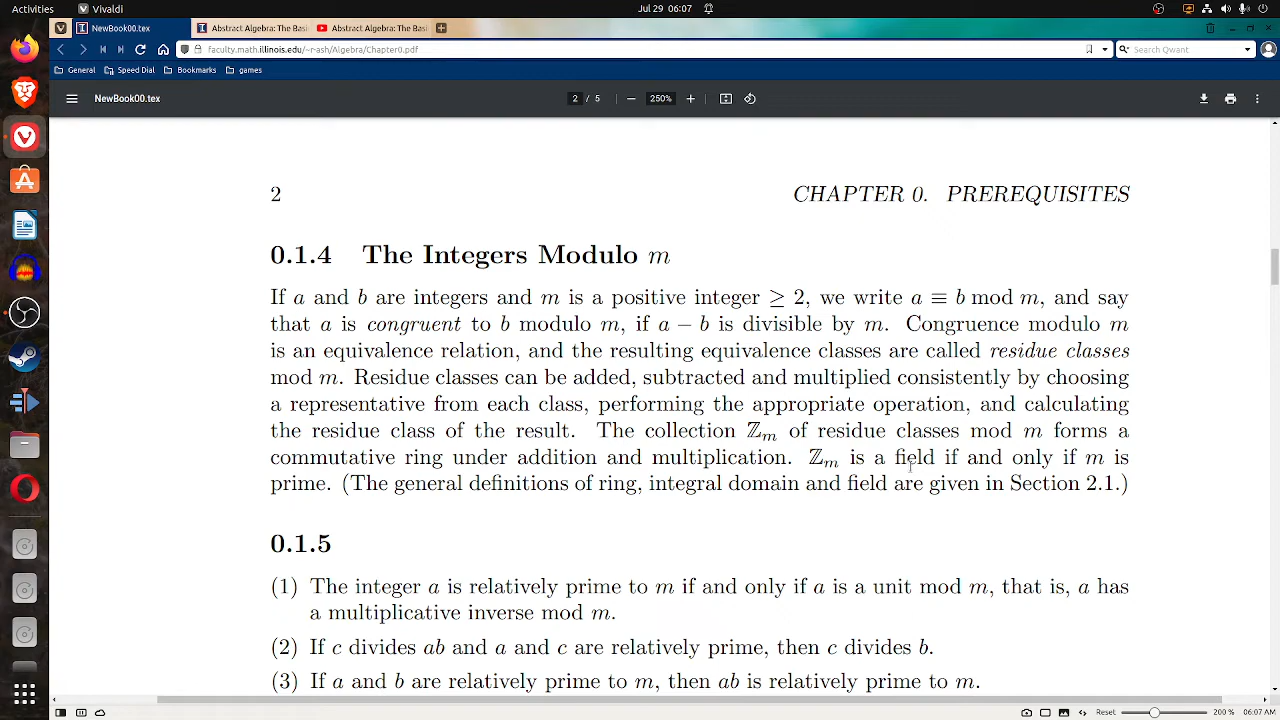 Activities Vivaldi Jul 29 06:07
NewBook00.tex Abstract Algebra: The Basi Abstract Algebra: The Basi
faculty.math.illinois.edu/~r-ash/Algebra/Chapter0.pdf Search Qwant
General Speed Dial Bookmarks games
NewBook00.tex 2 / 5 250%
2 CHAPTER 0. PREREQUISITES
0.1.4 The Integers Modulo m
If a and b are integers and m is a positive integer ≥ 2, we write a ≡ b mod m, and say
that a is congruent to b modulo m, if a − b is divisible by m. Congruence modulo m
is an equivalence relation, and the resulting equivalence classes are called residue classes
mod m. Residue classes can be added, subtracted and multiplied consistently by choosing
a representative from each class, performing the appropriate operation, and calculating
the residue class of the result. The collection ℤₘ of residue classes mod m forms a
commutative ring under addition and multiplication. ℤₘ is a field if and only if m is
prime. (The general definitions of ring, integral domain and field are given in Section 2.1.)
0.1.5
(1) The integer a is relatively prime to m if and only if a is a unit mod m, that is, a has
a multiplicative inverse mod m.
(2) If c divides ab and a and c are relatively prime, then c divides b.
(3) If a and b are relatively prime to m, then ab is relatively prime to m.
Reset 200 % 06:07 AM